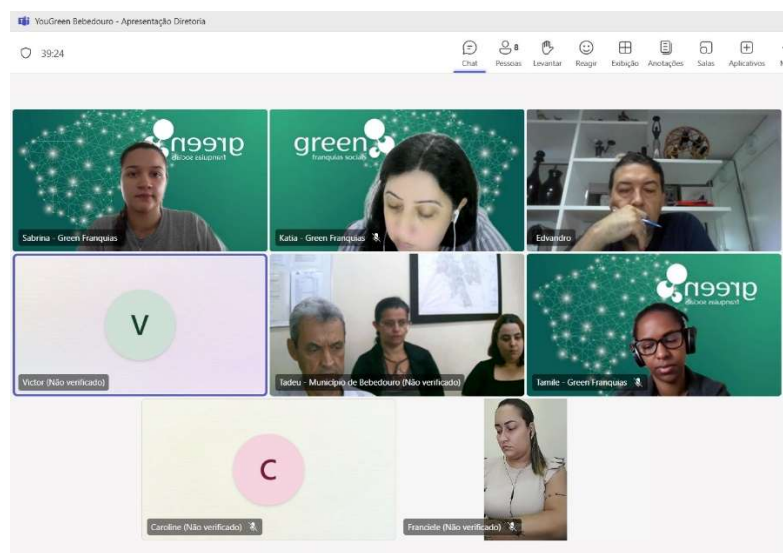 YouGreen Bebedouro - Apresentação Diretoria
39:24
8
Chat
Pessoas
Levantar
Reagir
Exibição
Anotações
Salas
Aplicativos
green
franquias sociais
Sabrina - Green Franquias
green
franquias sociais
Katia - Green Franquias
Edvandro
V
Victor (Não verificado)
Tadeu - Município de Bebedouro (Não verificado)
green
franquias sociais
Tamile - Green Franquias
C
Caroline (Não verificado)
Franciele (Não verificado)